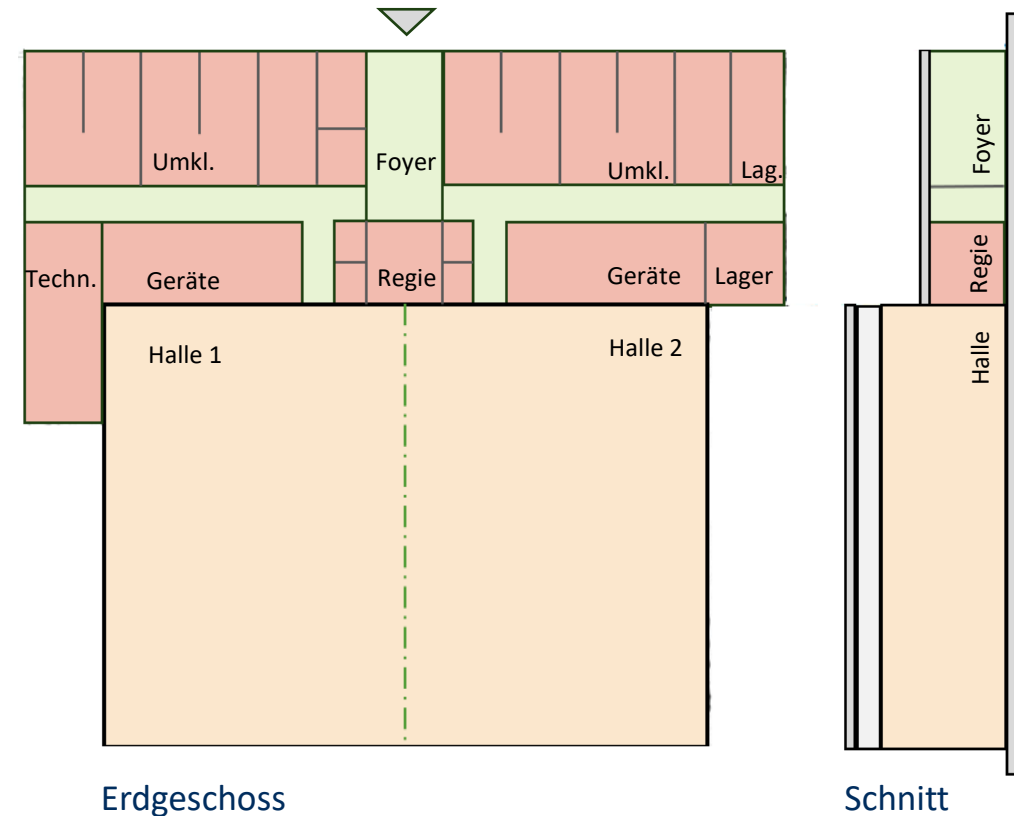 Umkl.
Foyer
Umkl.
Lag.
Techn.
Geräte
Regie
Geräte
Lager
Halle 1
Halle 2
Erdgeschoss
Foyer
Regie
Halle
Schnitt